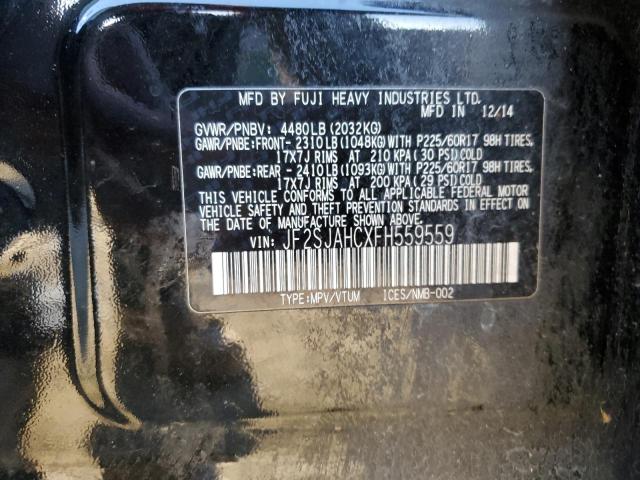 MFD BY FUJI HEAVY INDUSTRIES LTD.
MFD IN 12/14
GVWR/PNBV: 4480LB (2032KG)
GAWR/PNBE:FRONT- 2310LB (1048KG) WITH P225/60R17 98H TIRES,
17X7J RIMS AT 210 KPA (30 PSI) COLD
GAWR/PNBE:REAR - 2410LB (1093KG) WITH P225/60R17 98H TIRES,
17X7J RIMS AT 200 KPA (29 PSI) COLD
THIS VEHICLE CONFORMS TO ALL APPLICABLE FEDERAL MOTOR
VEHICLE SAFETY AND THEFT PREVENTION STANDARDS IN EFFECT ON
THE DATE OF MANUFACTURE SHOWN ABOVE.
VIN: JF2SJAHCXFH559559
TYPE:MPV/VTUM ICES/NMB-002